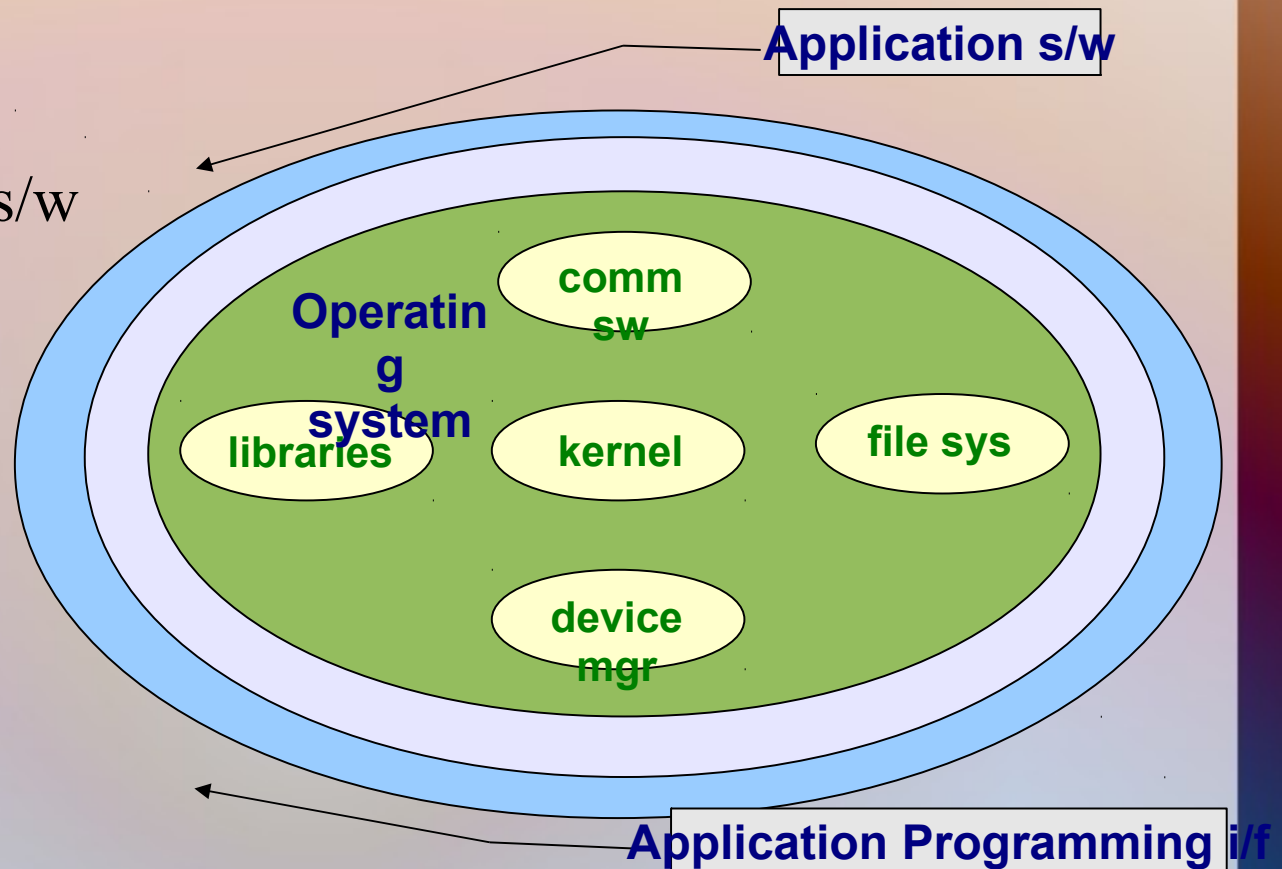 Application s/w
s/w
comm
sw
Operatin
g
system
libraries
kernel
file sys
device
mgr
Application Programming i/f